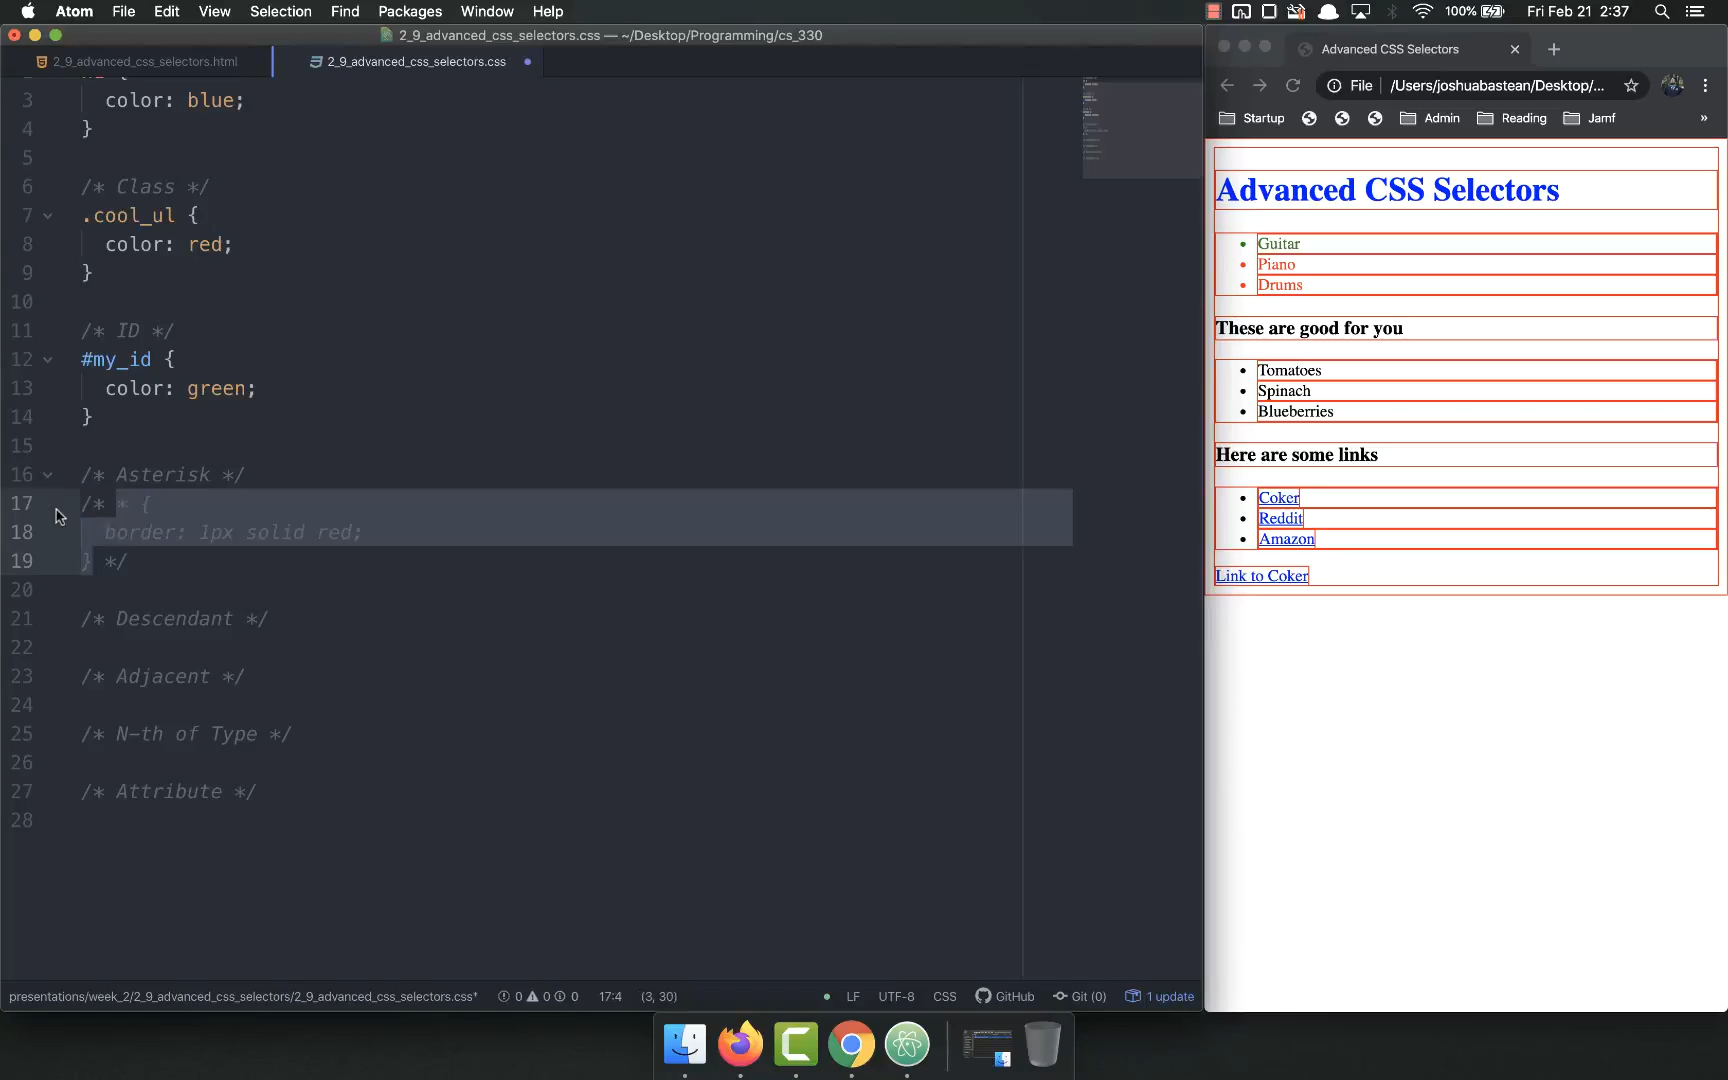 Atom File Edit View Selection Find Packages Window Help 100% Fri Feb 21 2:37
2_9_advanced_css_selectors.css — ~/Desktop/Programming/cs_330
2_9_advanced_css_selectors.html 2_9_advanced_css_selectors.css
3 color: blue;
4 }
5
6 /* Class */
7 .cool_ul {
8 color: red;
9 }
10
11 /* ID */
12 #my_id {
13 color: green;
14 }
15
16 /* Asterisk */
17 /* * {
18 border: 1px solid red;
19 } */
20
21 /* Descendant */
22
23 /* Adjacent */
24
25 /* N-th of Type */
26
27 /* Attribute */
28
presentations/week_2/2_9_advanced_css_selectors/2_9_advanced_css_selectors.css* 0 0 0 17:4 (3, 30) LF UTF-8 CSS GitHub Git (0) 1 update
Advanced CSS Selectors
File /Users/joshuabastean/Desktop/...
Startup Admin Reading Jamf »
Advanced CSS Selectors
• Guitar
• Piano
• Drums
These are good for you
• Tomatoes
• Spinach
• Blueberries
Here are some links
• Coker
• Reddit
• Amazon
Link to Coker